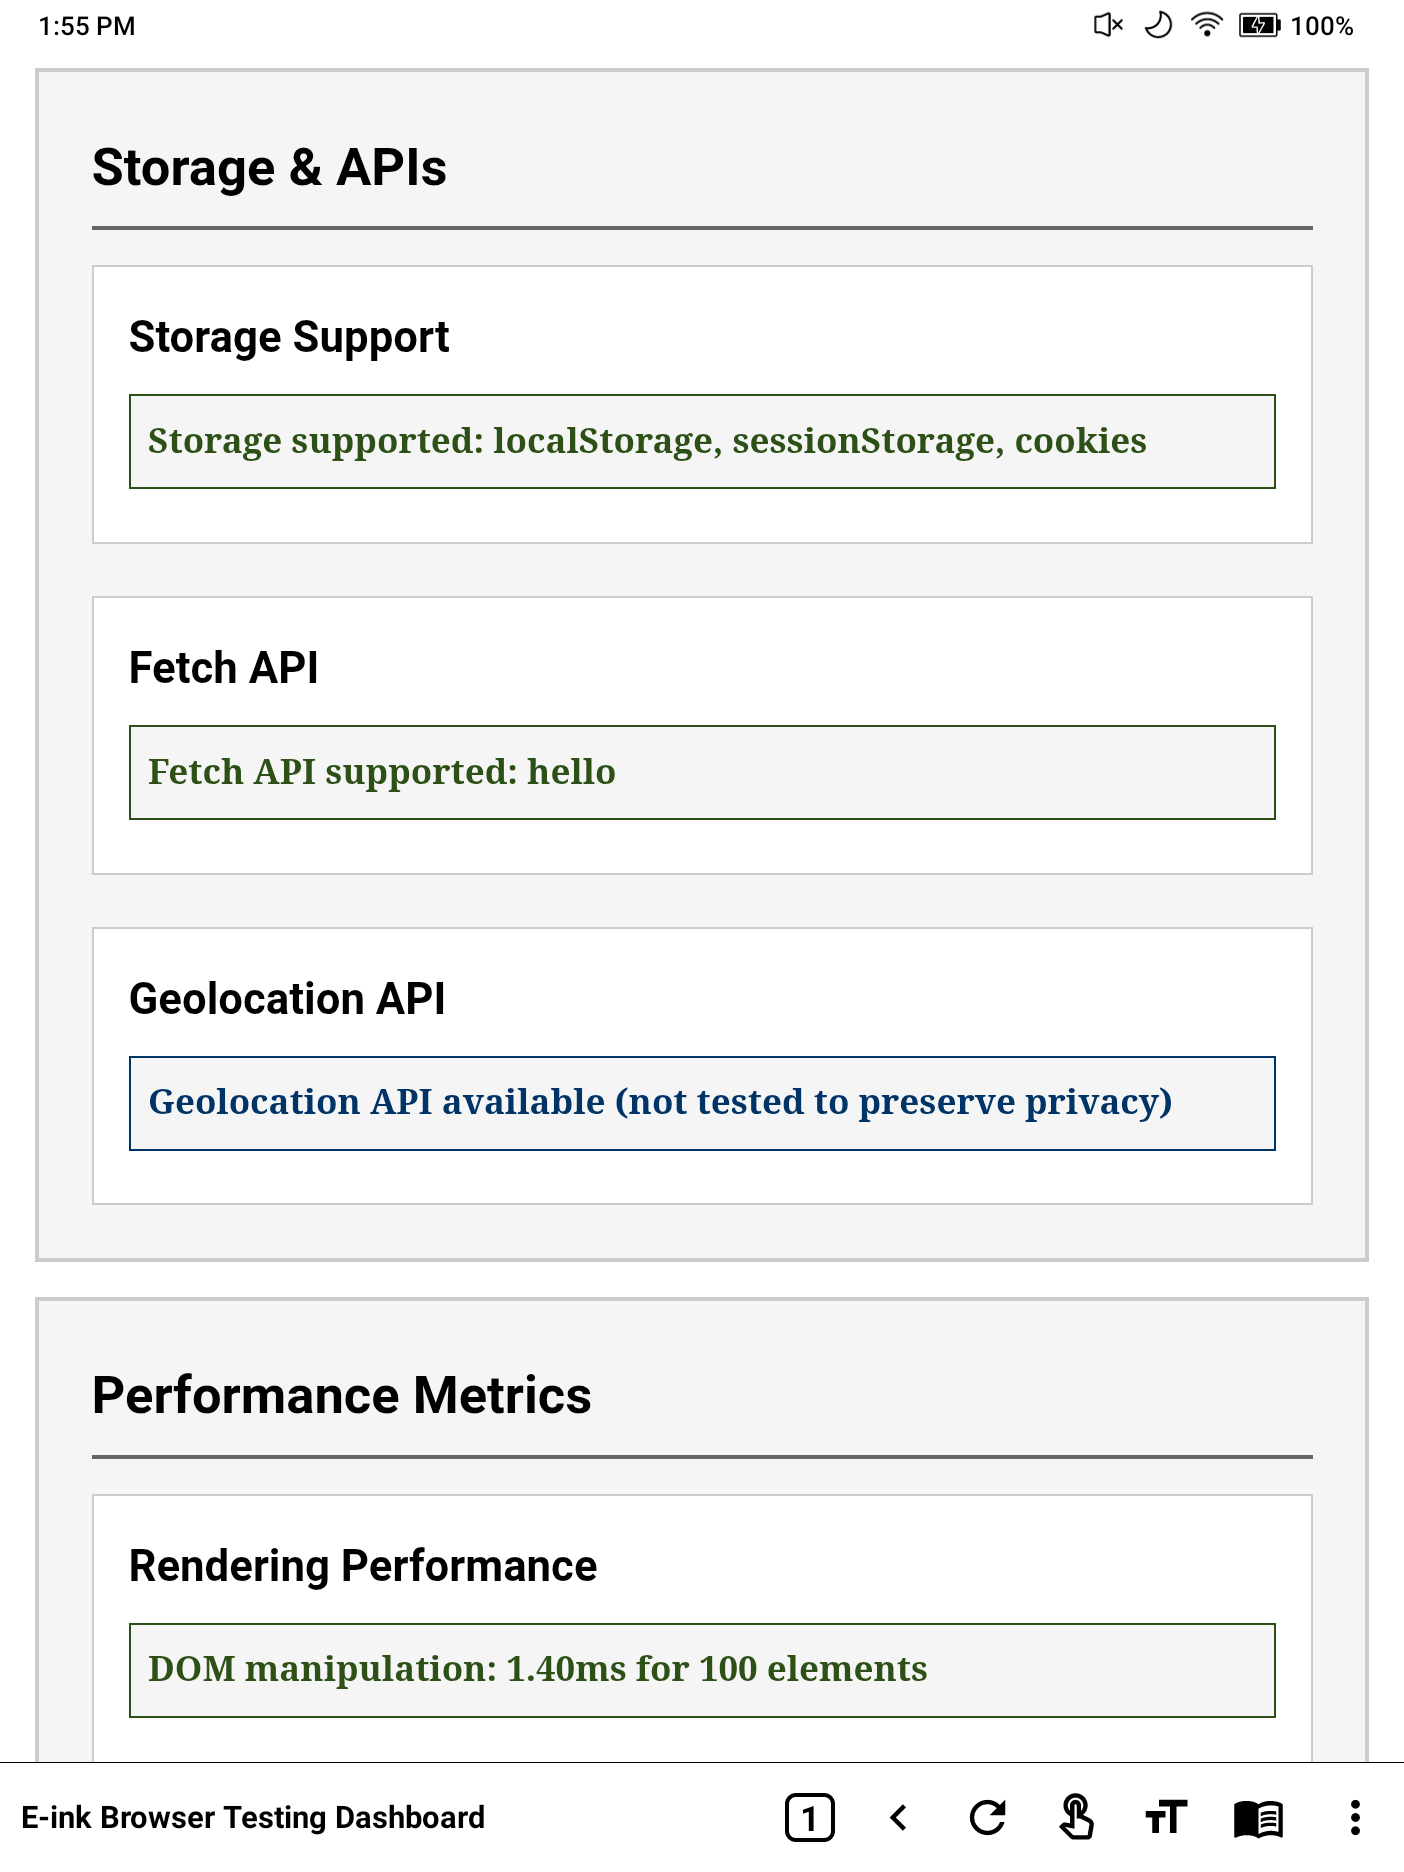 1:55 PM
100%
Storage & APIs
Storage Support
Storage supported: localStorage, sessionStorage, cookies
Fetch API
Fetch API supported: hello
Geolocation API
Geolocation API available (not tested to preserve privacy)
Performance Metrics
Rendering Performance
DOM manipulation: 1.40ms for 100 elements
E-ink Browser Testing Dashboard
1